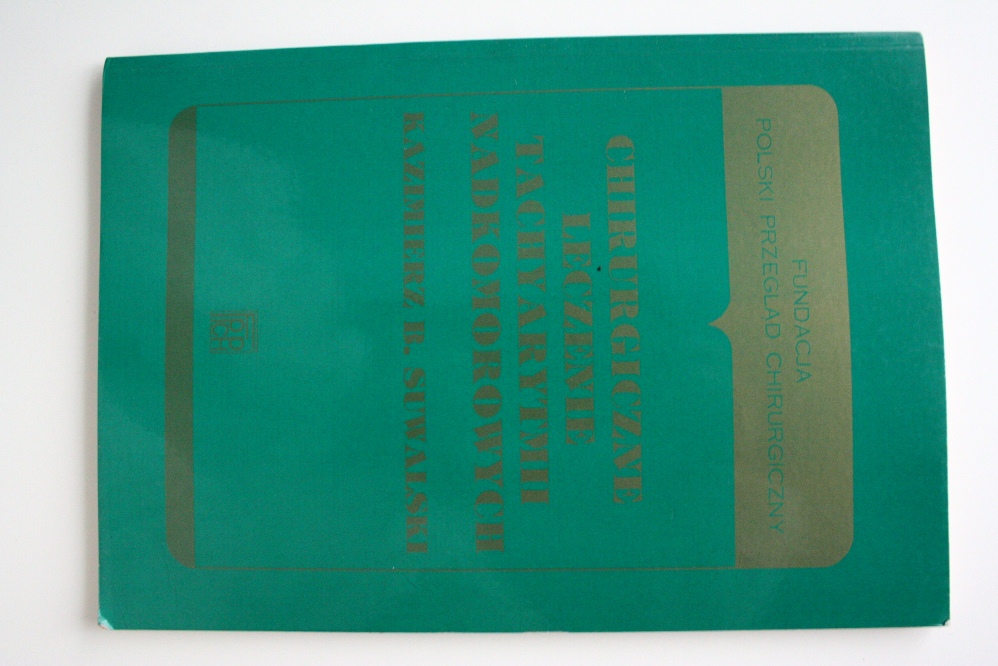 FUNDACJA
POLSKI PRZEGLĄD CHIRURGICZNY
CHIRURGICZNE
LECZENIE
TACHYARYTMII
NADKOMOROWYCH
KAZIMIERZ B. SUWALSKI